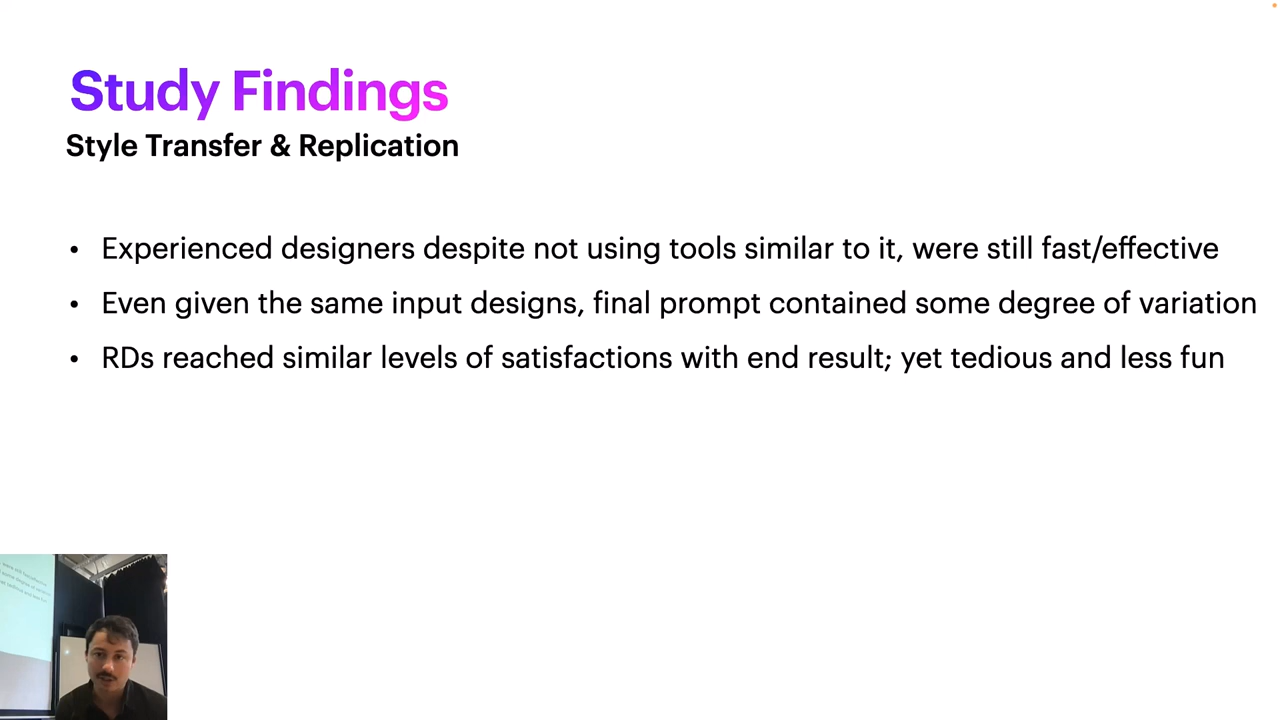 Study Findings
Style Transfer & Replication
• Experienced designers despite not using tools similar to it, were still fast/effective
• Even given the same input designs, final prompt contained some degree of variation
• RDs reached similar levels of satisfactions with end result; yet tedious and less fun